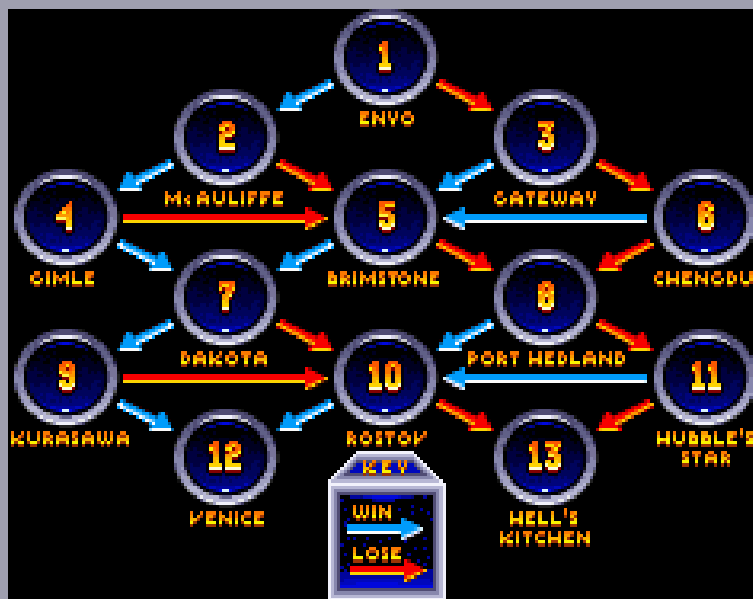 1
ENVO
2
3
McAULIFFE
GATEWAY
4
5
6
GIMLE
BRIMSTONE
CHENGDU
7
8
DAKOTA
PORT HEDLAND
9
10
11
KURASAWA
ROSTOV
HUBBLE'S
STAR
12
13
VENICE
HELL'S
KITCHEN
KEY
WIN
LOSE